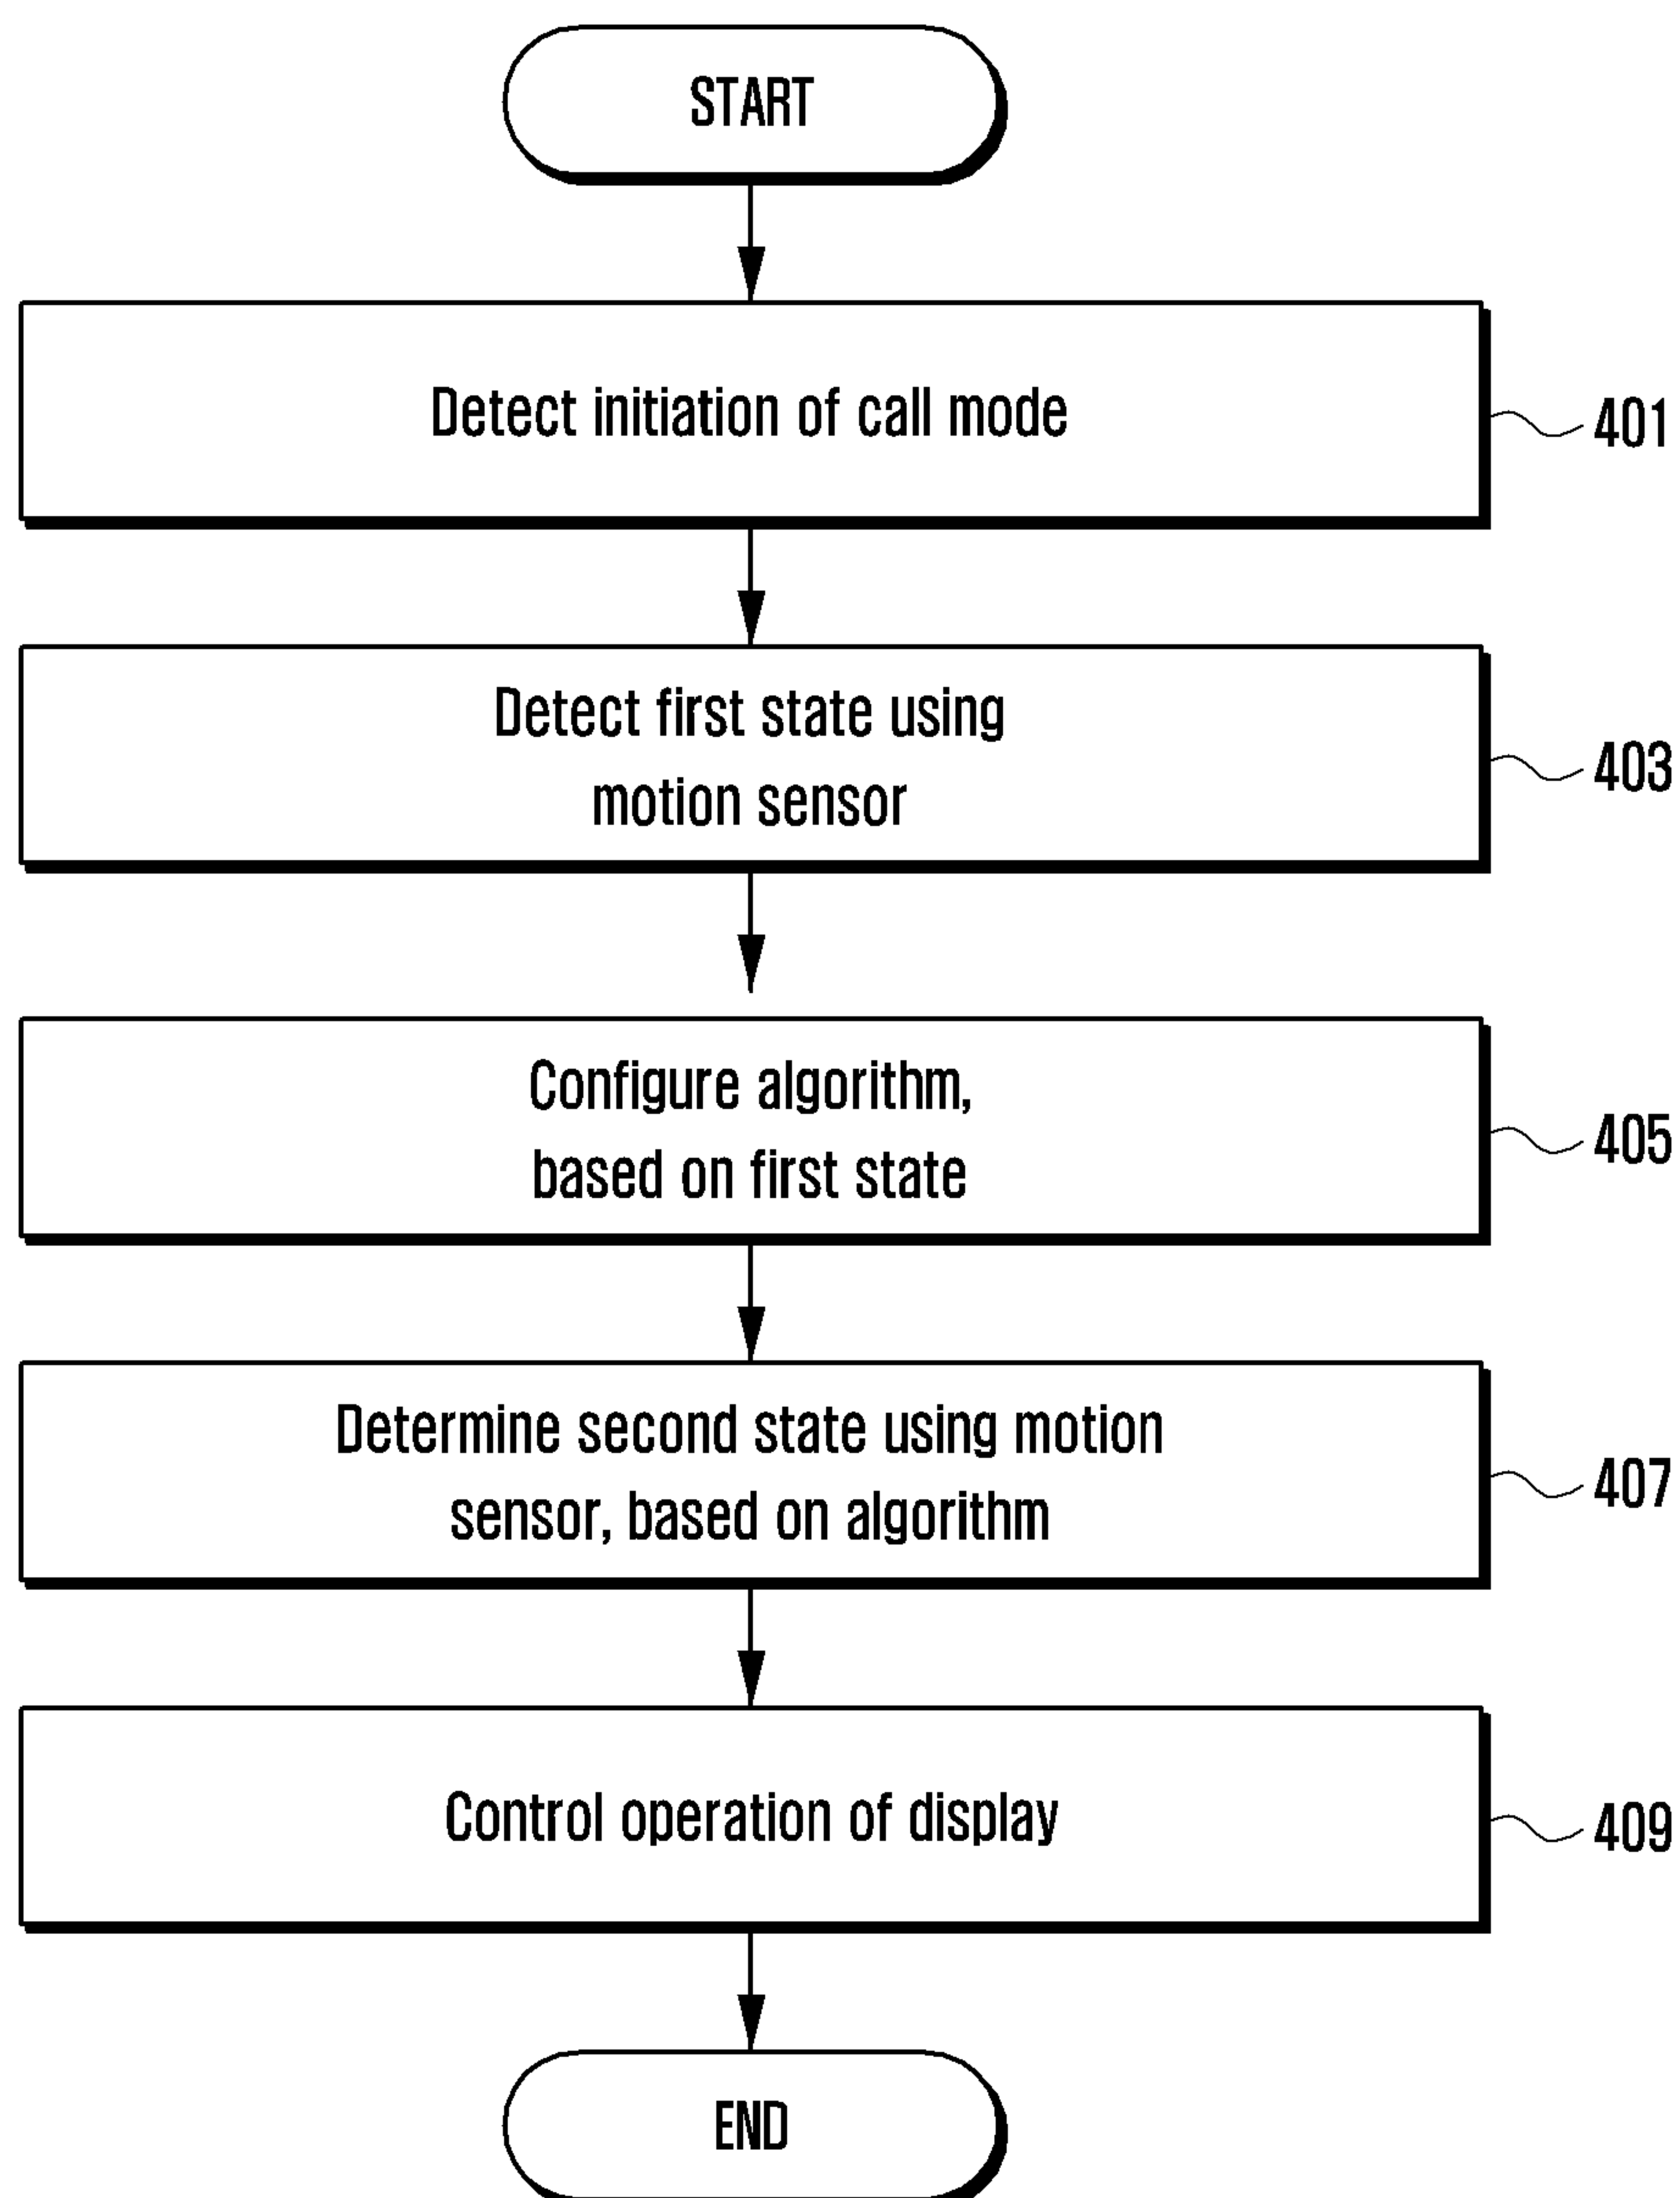 START
Detect initiation of call mode
401
Detect first state using
motion sensor
403
Configure algorithm,
based on first state
405
Determine second state using motion
sensor, based on algorithm
407
Control operation of display
409
END